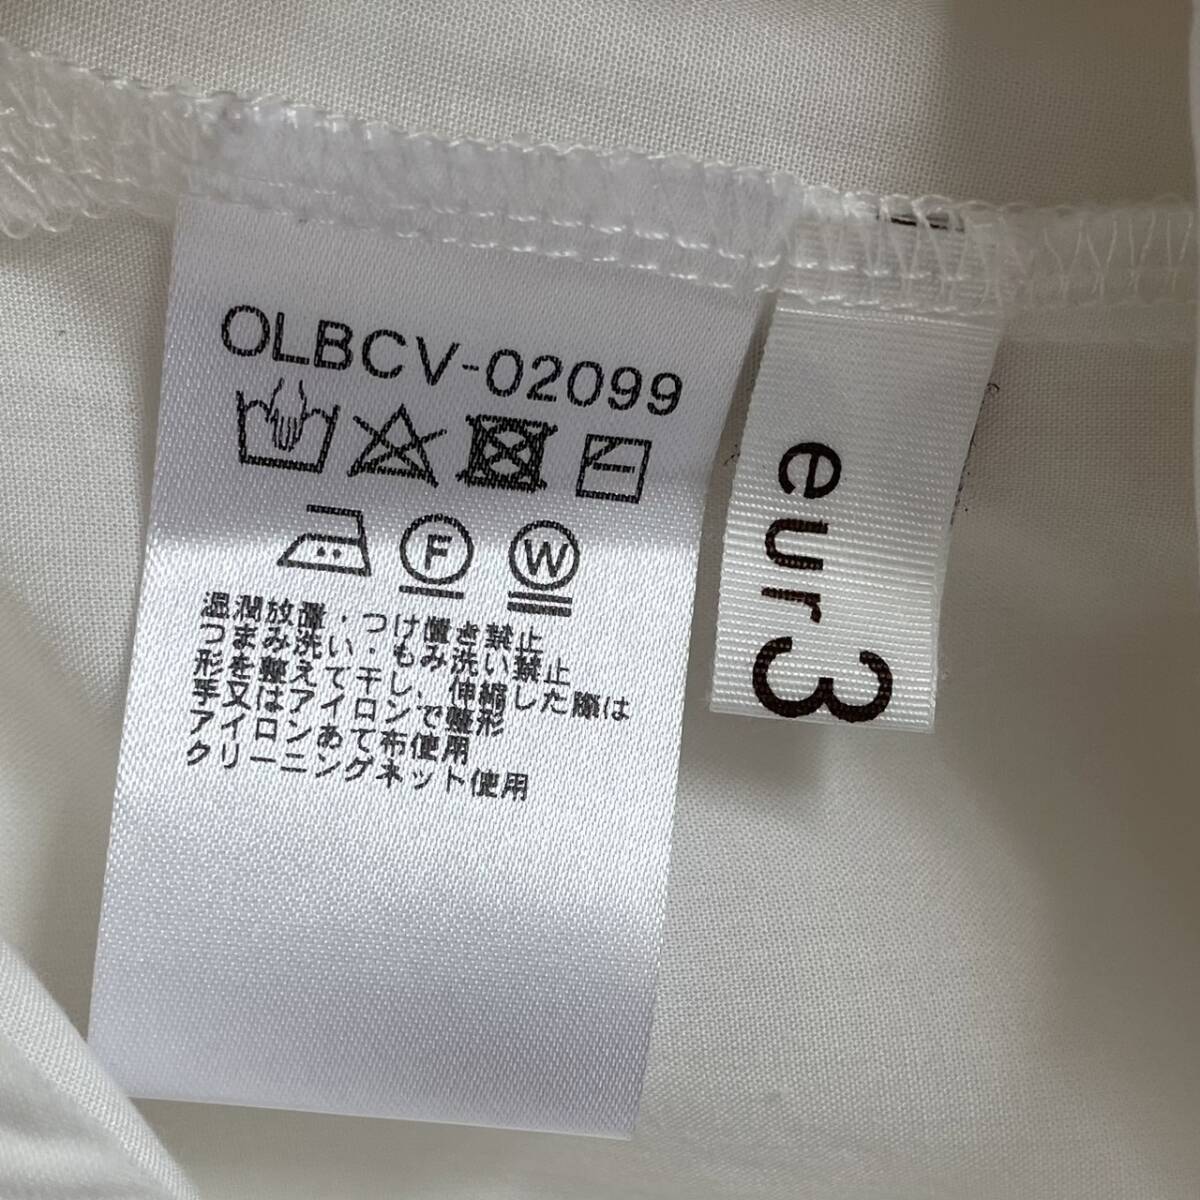 OLBCV-02099
F W
湿潤放置・つけ置き禁止
つまみ洗い・もみ洗い禁止
形を整えて干し、伸縮した際は
手又はアイロンで整形
アイロンあて布使用
クリーニングネット使用
eur3